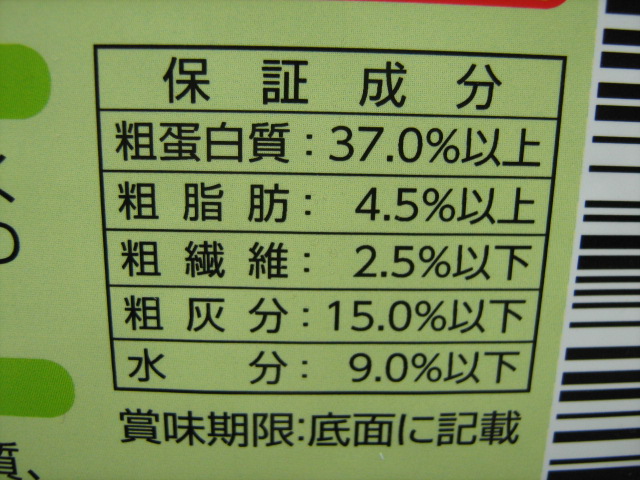 保証成分
粗蛋白質：37.0%以上
粗脂肪：4.5%以上
粗繊維：2.5%以下
粗灰分：15.0%以下
水分：9.0%以下
賞味期限:底面に記載
質、